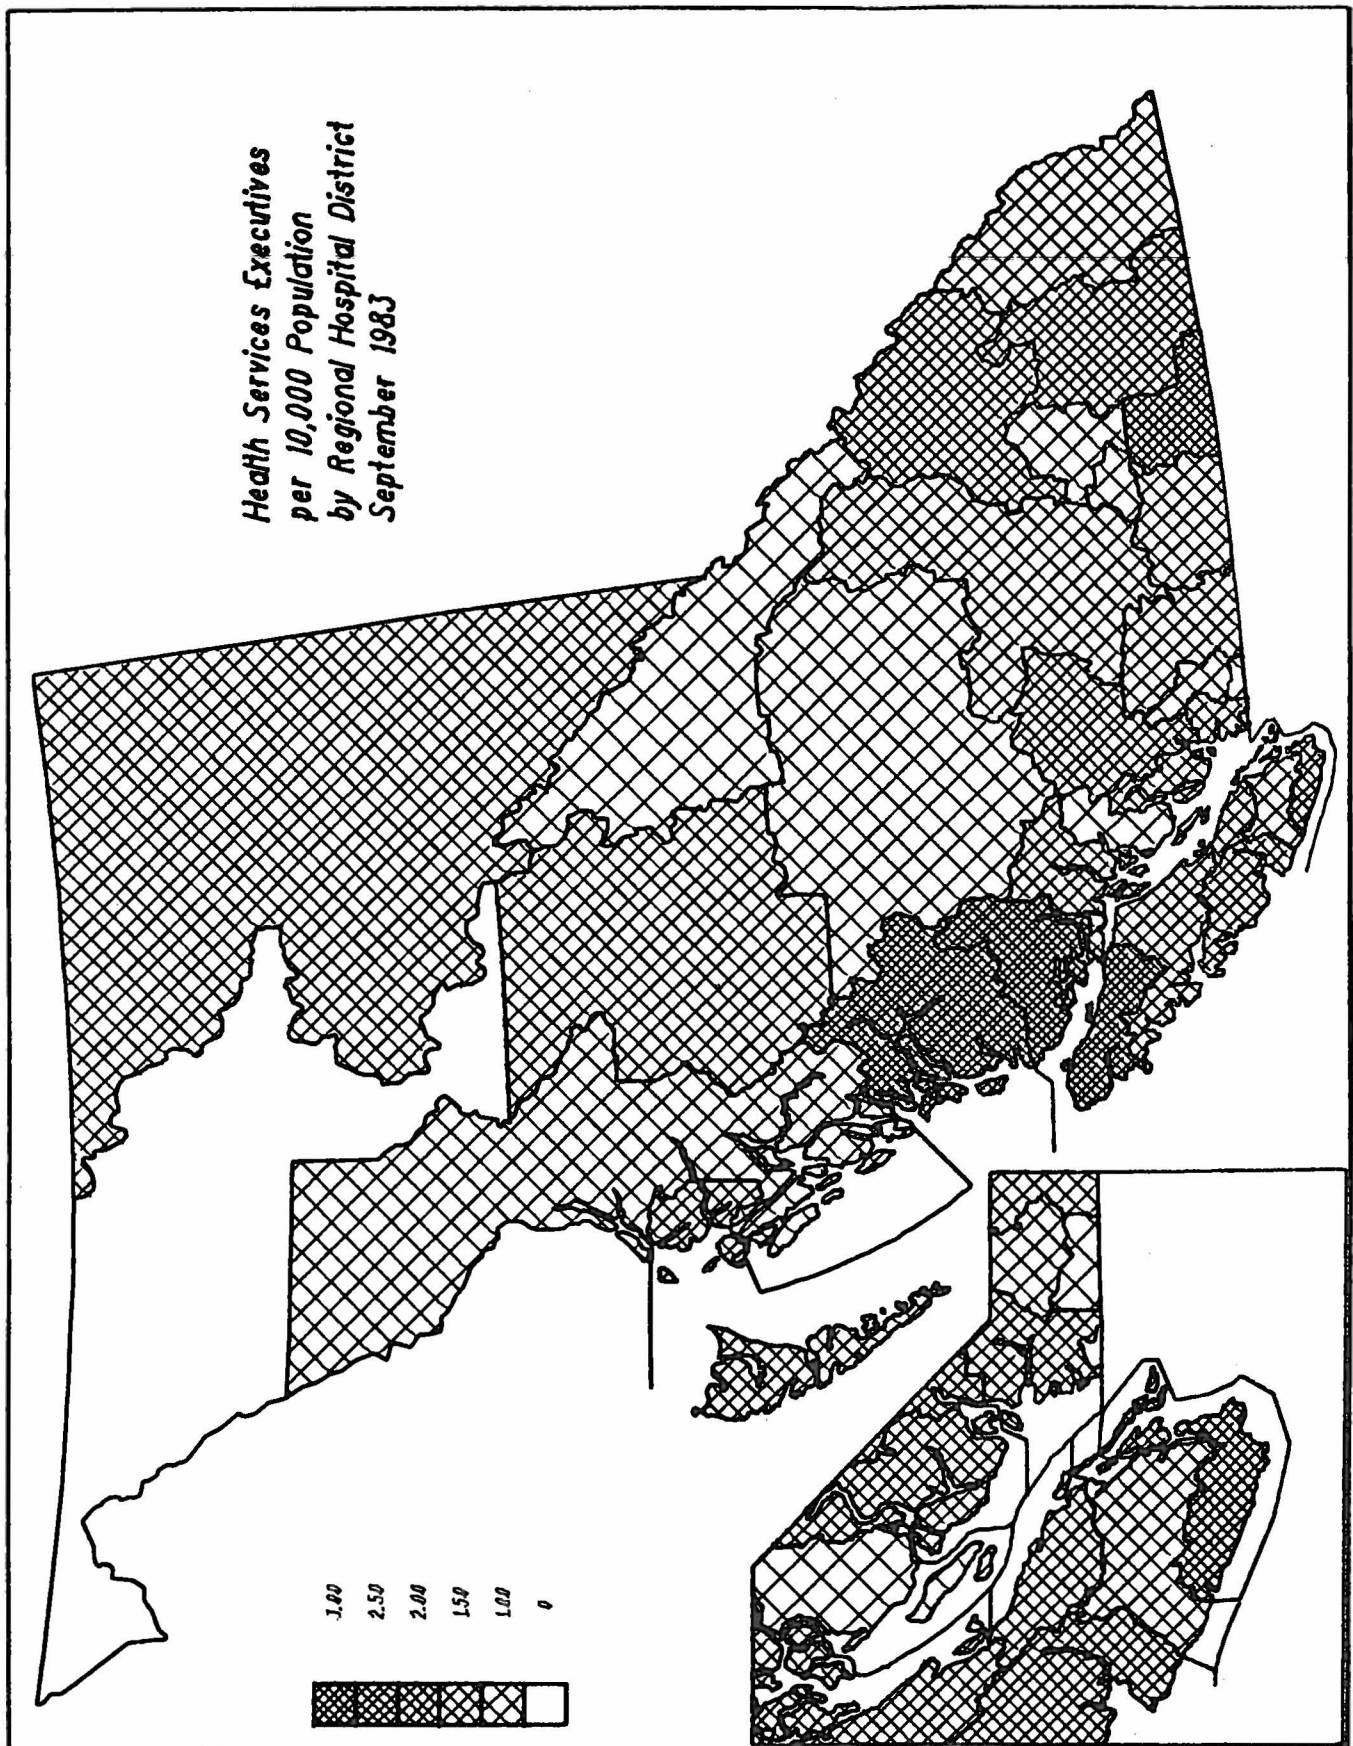 Health Services Executives
per 10,000 Population
by Regional Hospital District
September 1983
3.00
2.50
2.00
1.50
1.00
0